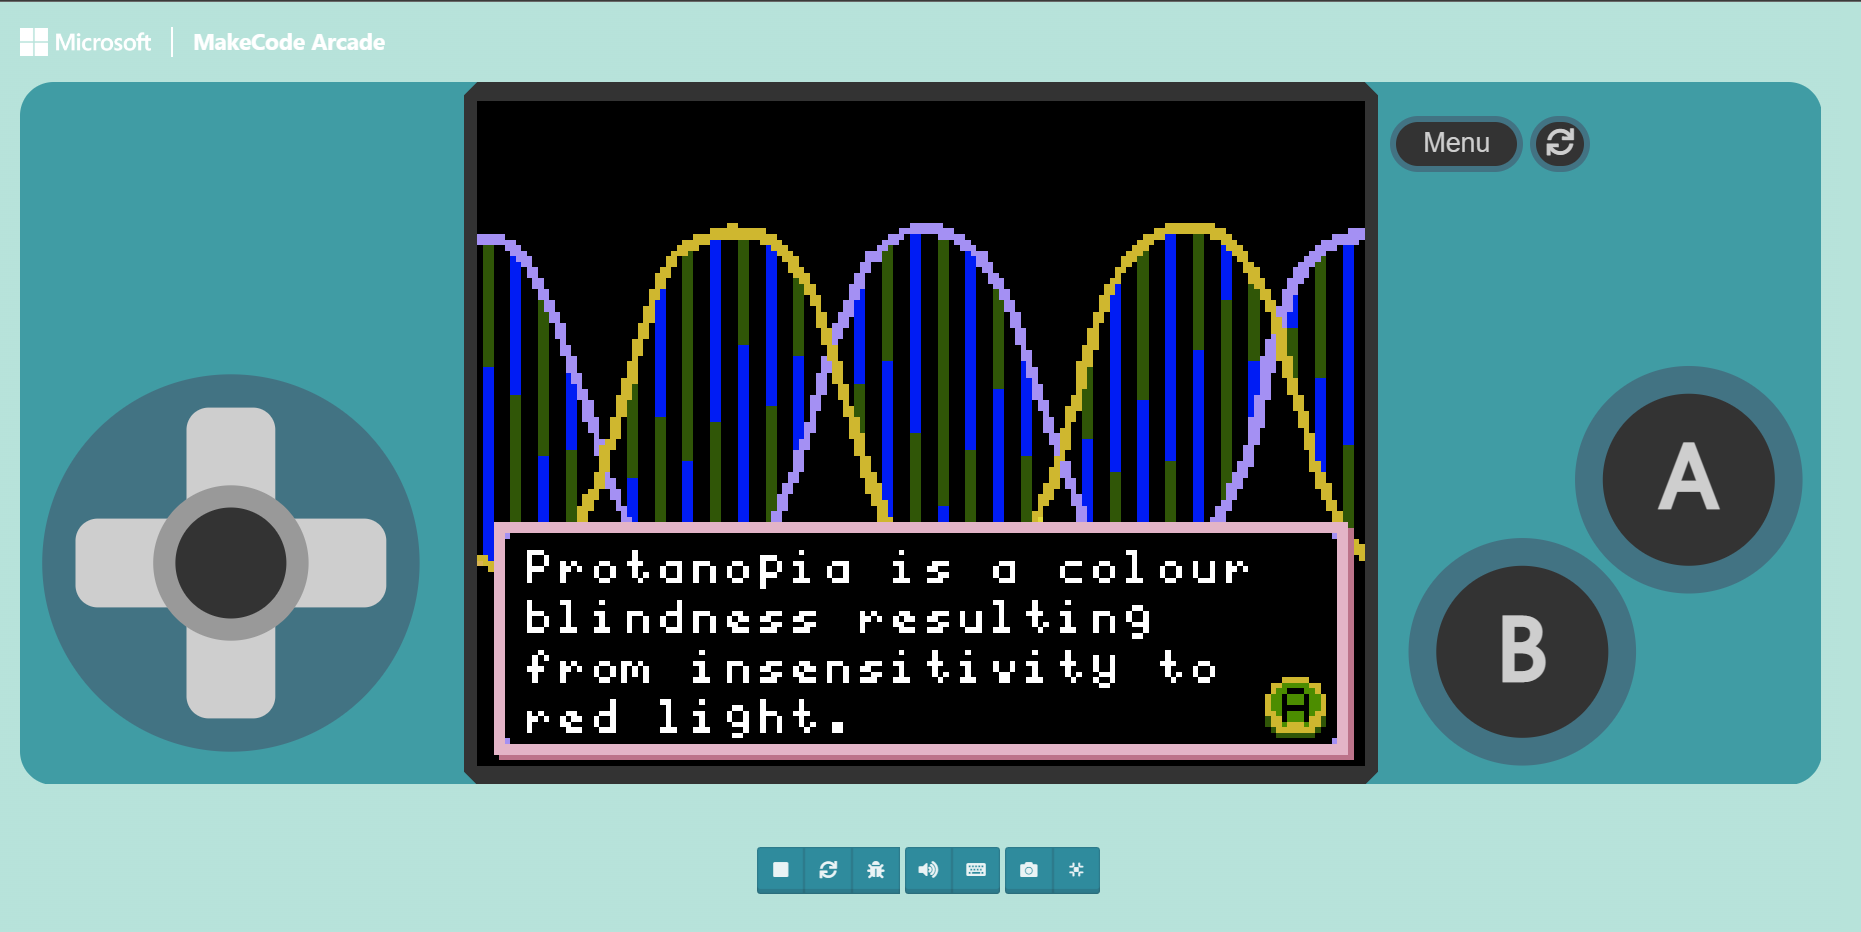 Microsoft | MakeCode Arcade
Menu
Protanopia is a colour
blindness resulting
from insensitivity to
red light.
A
A
B